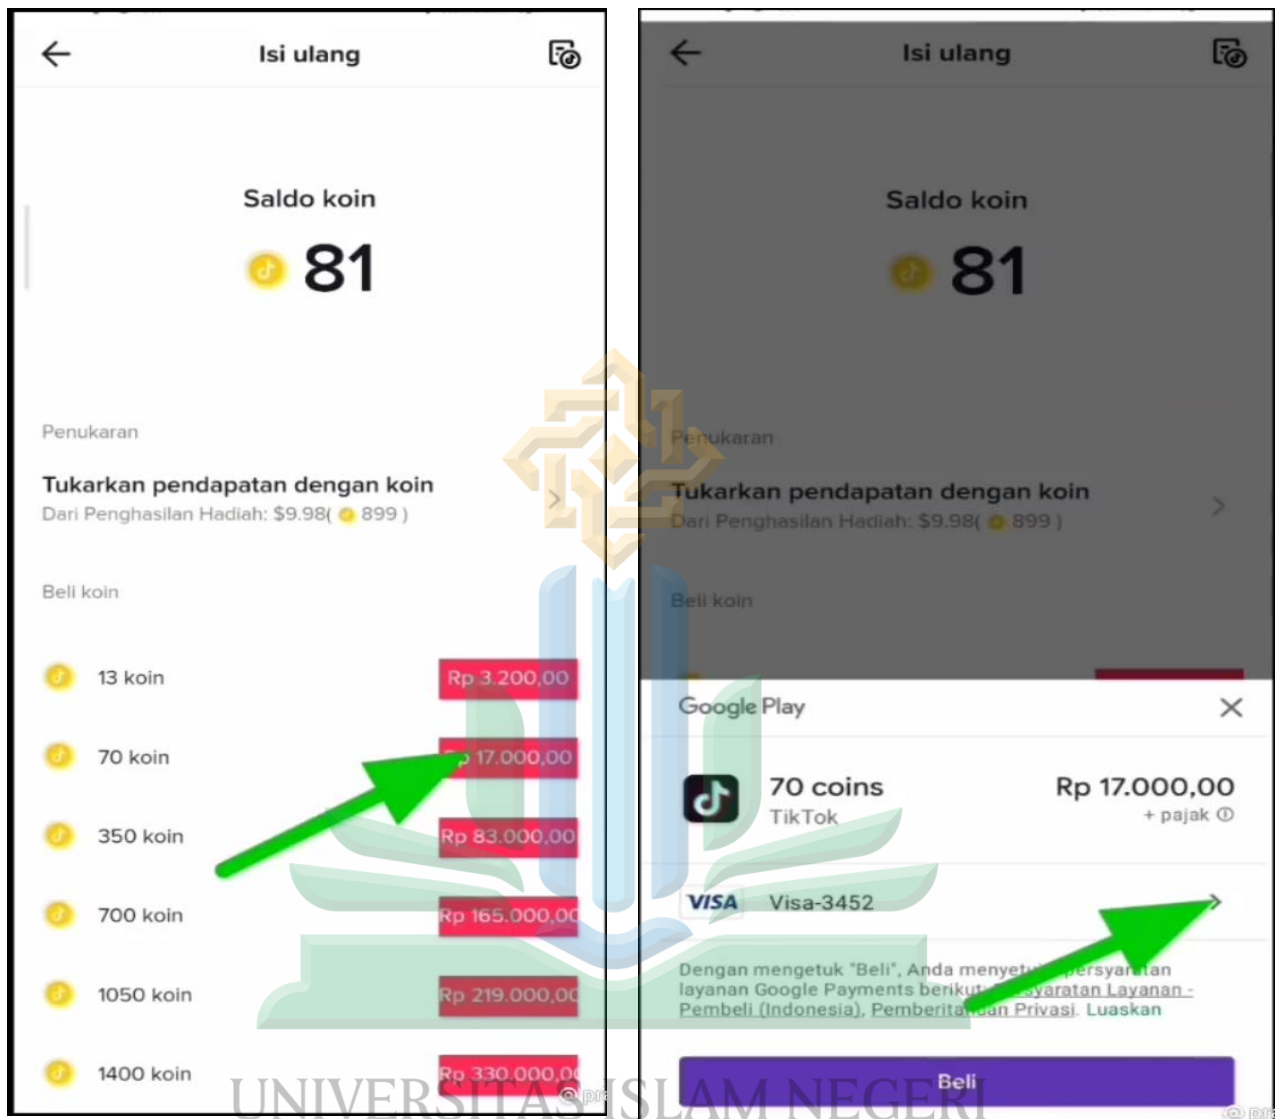 Isi ulang
Saldo koin
81
Penukaran
Tukarkan pendapatan dengan koin
Dari Penghasilan Hadiah: $9.98( 899 )
Beli koin
13 koin Rp 3.200,00
70 koin Rp 17.000,00
350 koin Rp 83.000,00
700 koin Rp 165.000,00
1050 koin Rp 219.000,00
1400 koin Rp 330.000,00
Isi ulang
Saldo koin
81
Penukaran
Tukarkan pendapatan dengan koin
Dari Penghasilan Hadiah: $9.98( 899 )
Beli koin
Google Play
70 coins Rp 17.000,00
TikTok + pajak
VISA Visa-3452
Dengan mengetuk "Beli", Anda menyetujui persyaratan
layanan Google Payments berikut: Persyaratan Layanan -
Pembeli (Indonesia), Pemberitahuan Privasi. Luaskan
Beli
UNIVERSITAS ISLAM NEGERI